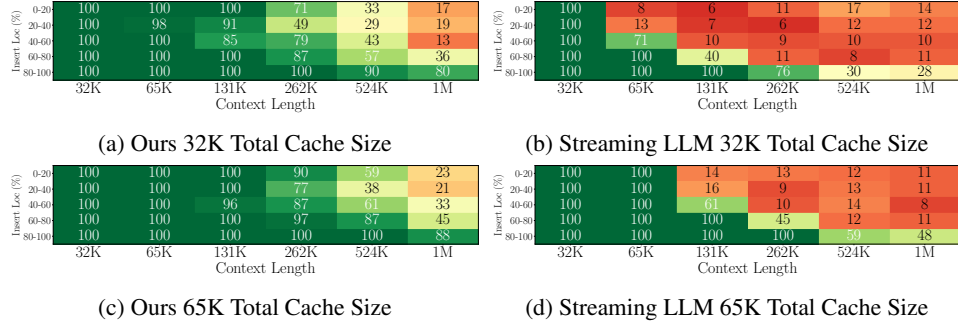 Insert Loc (%)
0-20 100 100 100 71 33 17
20-40 100 98 91 49 29 19
40-60 100 100 85 79 43 13
60-80 100 100 100 87 57 36
80-100 100 100 100 100 90 80
32K 65K 131K 262K 524K 1M
Context Length
(a) Ours 32K Total Cache Size
Insert Loc (%)
0-20 100 8 6 11 17 14
20-40 100 13 7 6 12 12
40-60 100 71 10 9 10 10
60-80 100 100 40 11 8 11
80-100 100 100 100 76 30 28
32K 65K 131K 262K 524K 1M
Context Length
(b) Streaming LLM 32K Total Cache Size
Insert Loc (%)
0-20 100 100 100 90 59 23
20-40 100 100 100 77 38 21
40-60 100 100 96 87 61 33
60-80 100 100 100 97 87 45
80-100 100 100 100 100 100 88
32K 65K 131K 262K 524K 1M
Context Length
(c) Ours 65K Total Cache Size
Insert Loc (%)
0-20 100 100 14 13 12 11
20-40 100 100 16 9 13 11
40-60 100 100 61 10 14 8
60-80 100 100 100 45 12 11
80-100 100 100 100 100 59 48
32K 65K 131K 262K 524K 1M
Context Length
(d) Streaming LLM 65K Total Cache Size